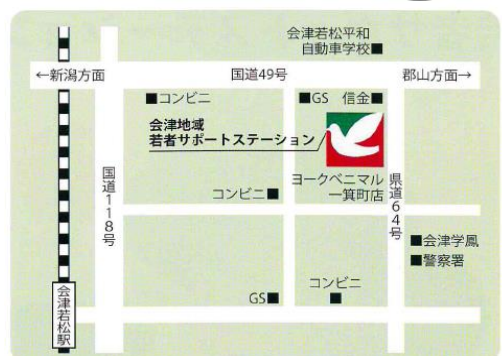 会津若松平和
自動車学校■
←新潟方面
国道49号
郡山方面→
■コンビニ
■GS
信金■
会津地域
若者サポートステーション
国道118号
ヨークベニマル
一箕町店
コンビニ■
県道64号
■会津学鳳
■警察署
コンビニ
■
GS■
会津若松駅